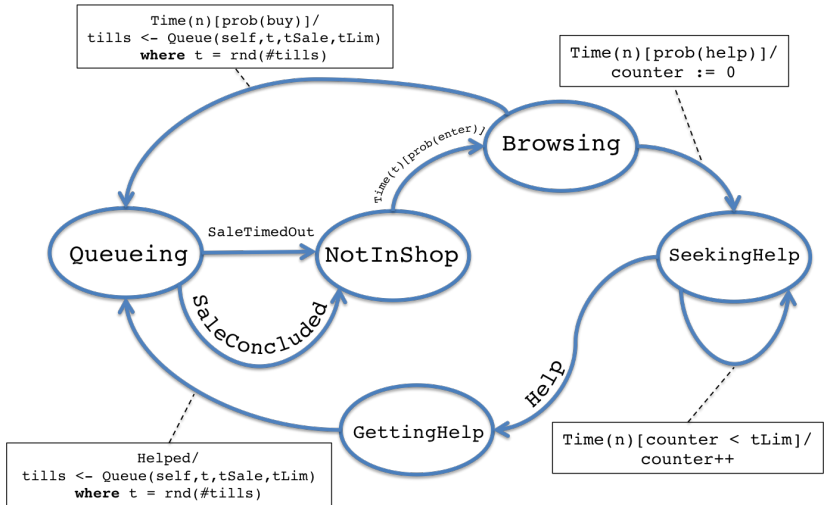 Time(n)[prob(buy)]/
tills <- Queue(self,t,tSale,tLim)
where t = rnd(#tills)
Time(n)[prob(help)]/
counter := 0
Time(t)[prob(enter)]
Browsing
Queueing
SaleTimedOut
NotInShop
SeekingHelp
SaleConcluded
Help
GettingHelp
Time(n)[counter < tLim]/
counter++
Helped/
tills <- Queue(self,t,tSale,tLim)
where t = rnd(#tills)